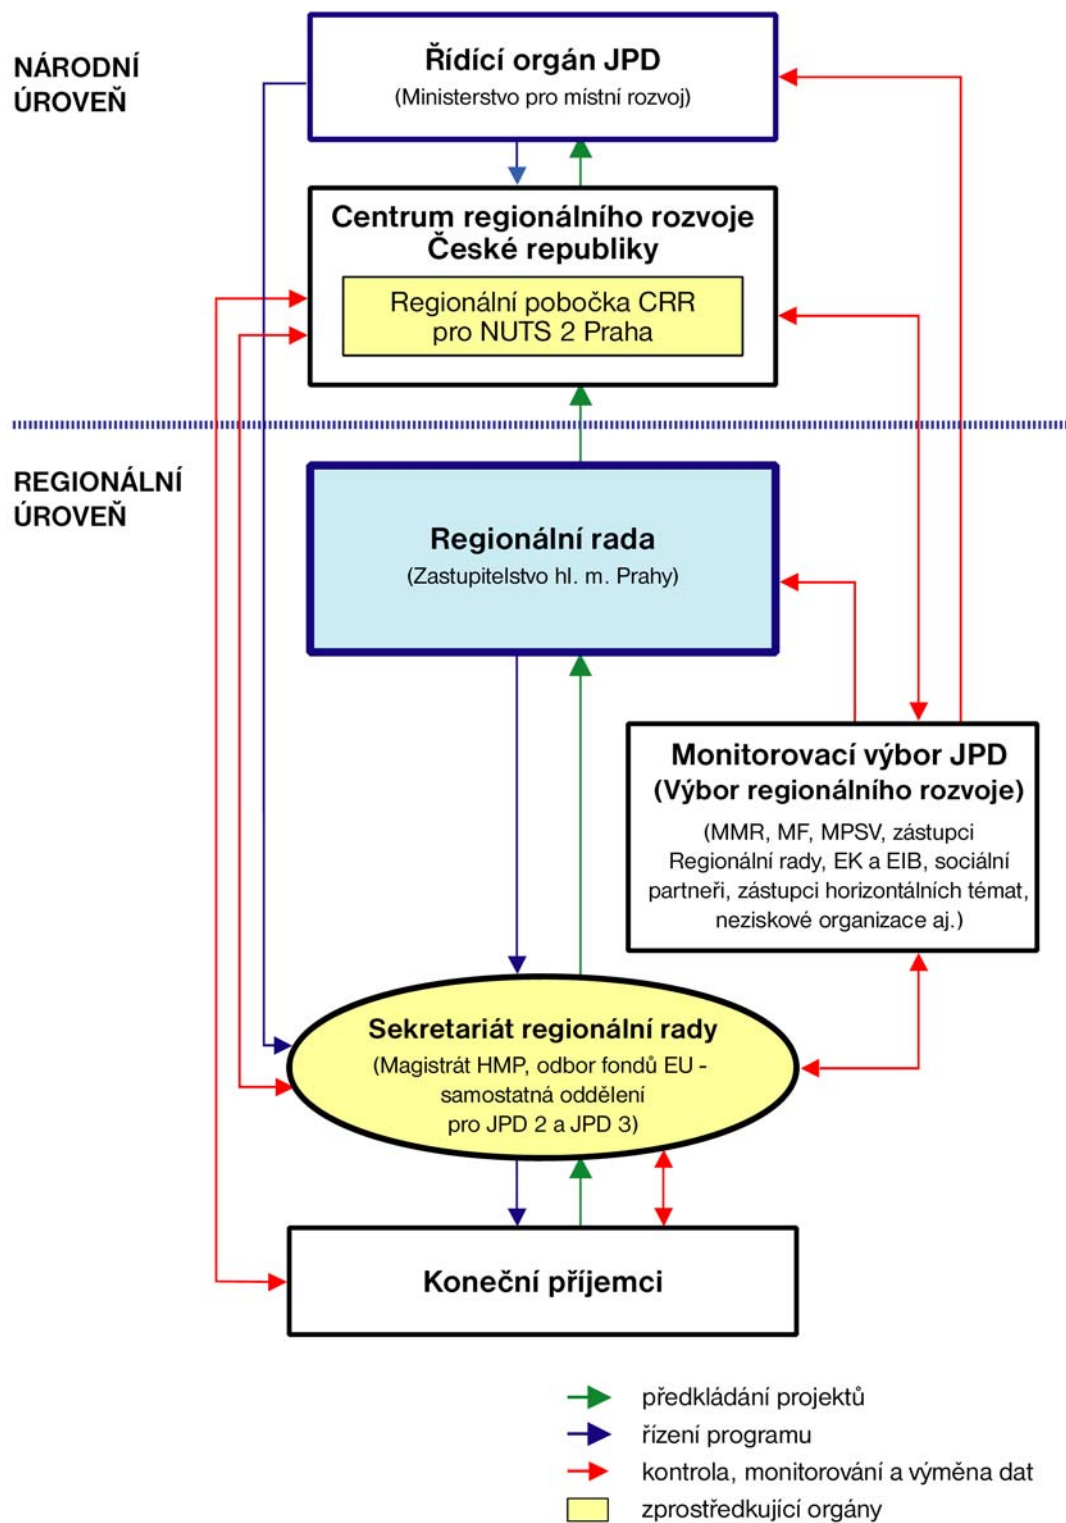 NÁRODNÍ
ÚROVEŇ
Řídící orgán JPD
(Ministerstvo pro místní rozvoj)
Centrum regionálního rozvoje
České republiky
Regionální pobočka CRR
pro NUTS 2 Praha
REGIONÁLNÍ
ÚROVEŇ
Regionální rada
(Zastupitelstvo hl. m. Prahy)
Monitorovací výbor JPD
(Výbor regionálního rozvoje)
(MMR, MF, MPSV, zástupci
Regionální rady, EK a EIB, sociální
partneři, zástupci horizontálních témat,
neziskové organizace aj.)
Sekretariát regionální rady
(Magistrát HMP, odbor fondů EU -
samostatná oddělení
pro JPD 2 a JPD 3)
Koneční příjemci
předkládání projektů
řízení programu
kontrola, monitorování a výměna dat
zprostředkující orgány